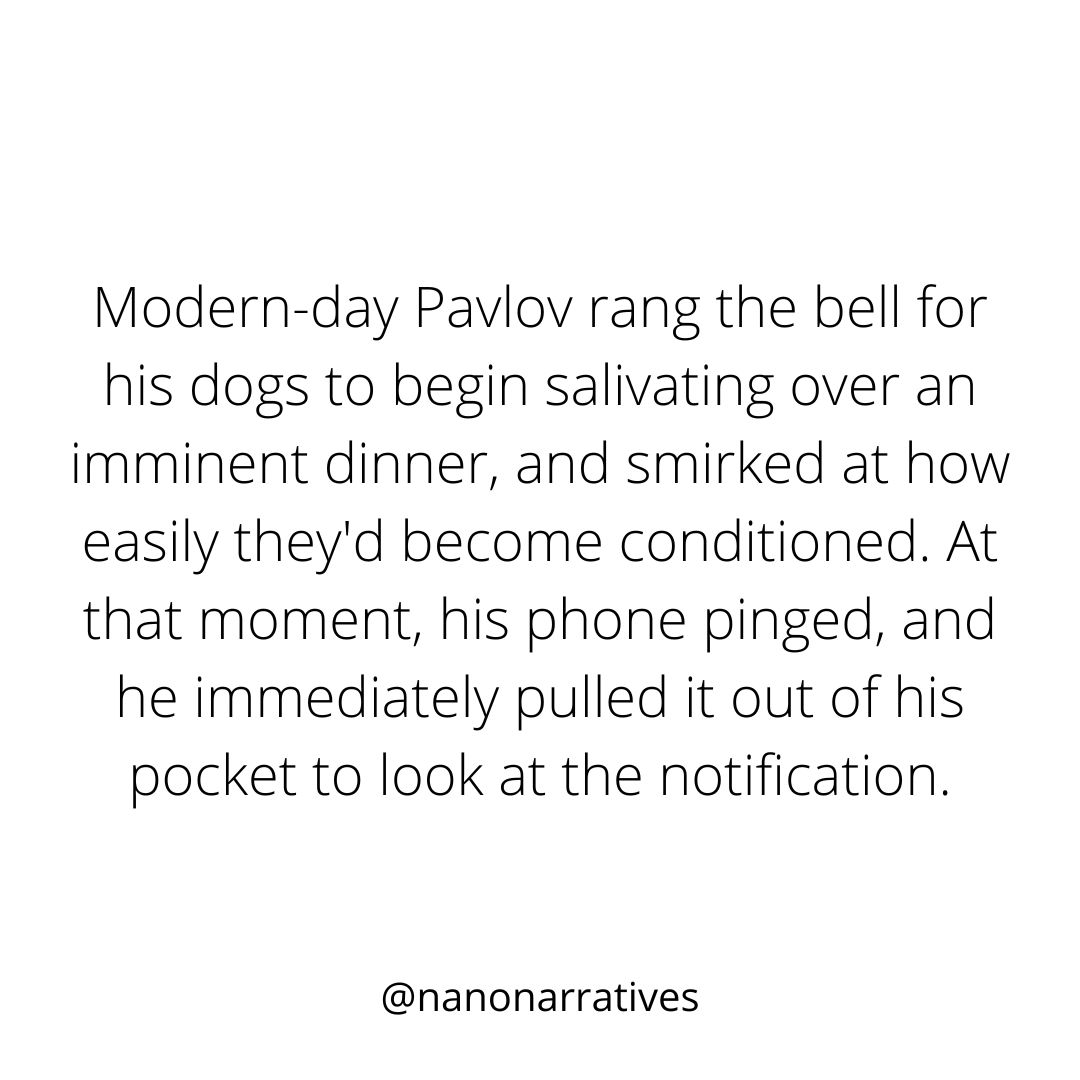 Modern-day Pavlov rang the bell for
his dogs to begin salivating over an
imminent dinner, and smirked at how
easily they'd become conditioned. At
that moment, his phone pinged, and
he immediately pulled it out of his
pocket to look at the notification.
@nanonarratives